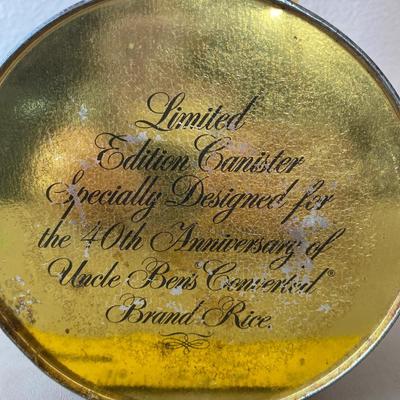 Limited
Edition Canister
Specially Designed for
the 40th Anniversary of
Uncle Ben's Converted®
Brand Rice.